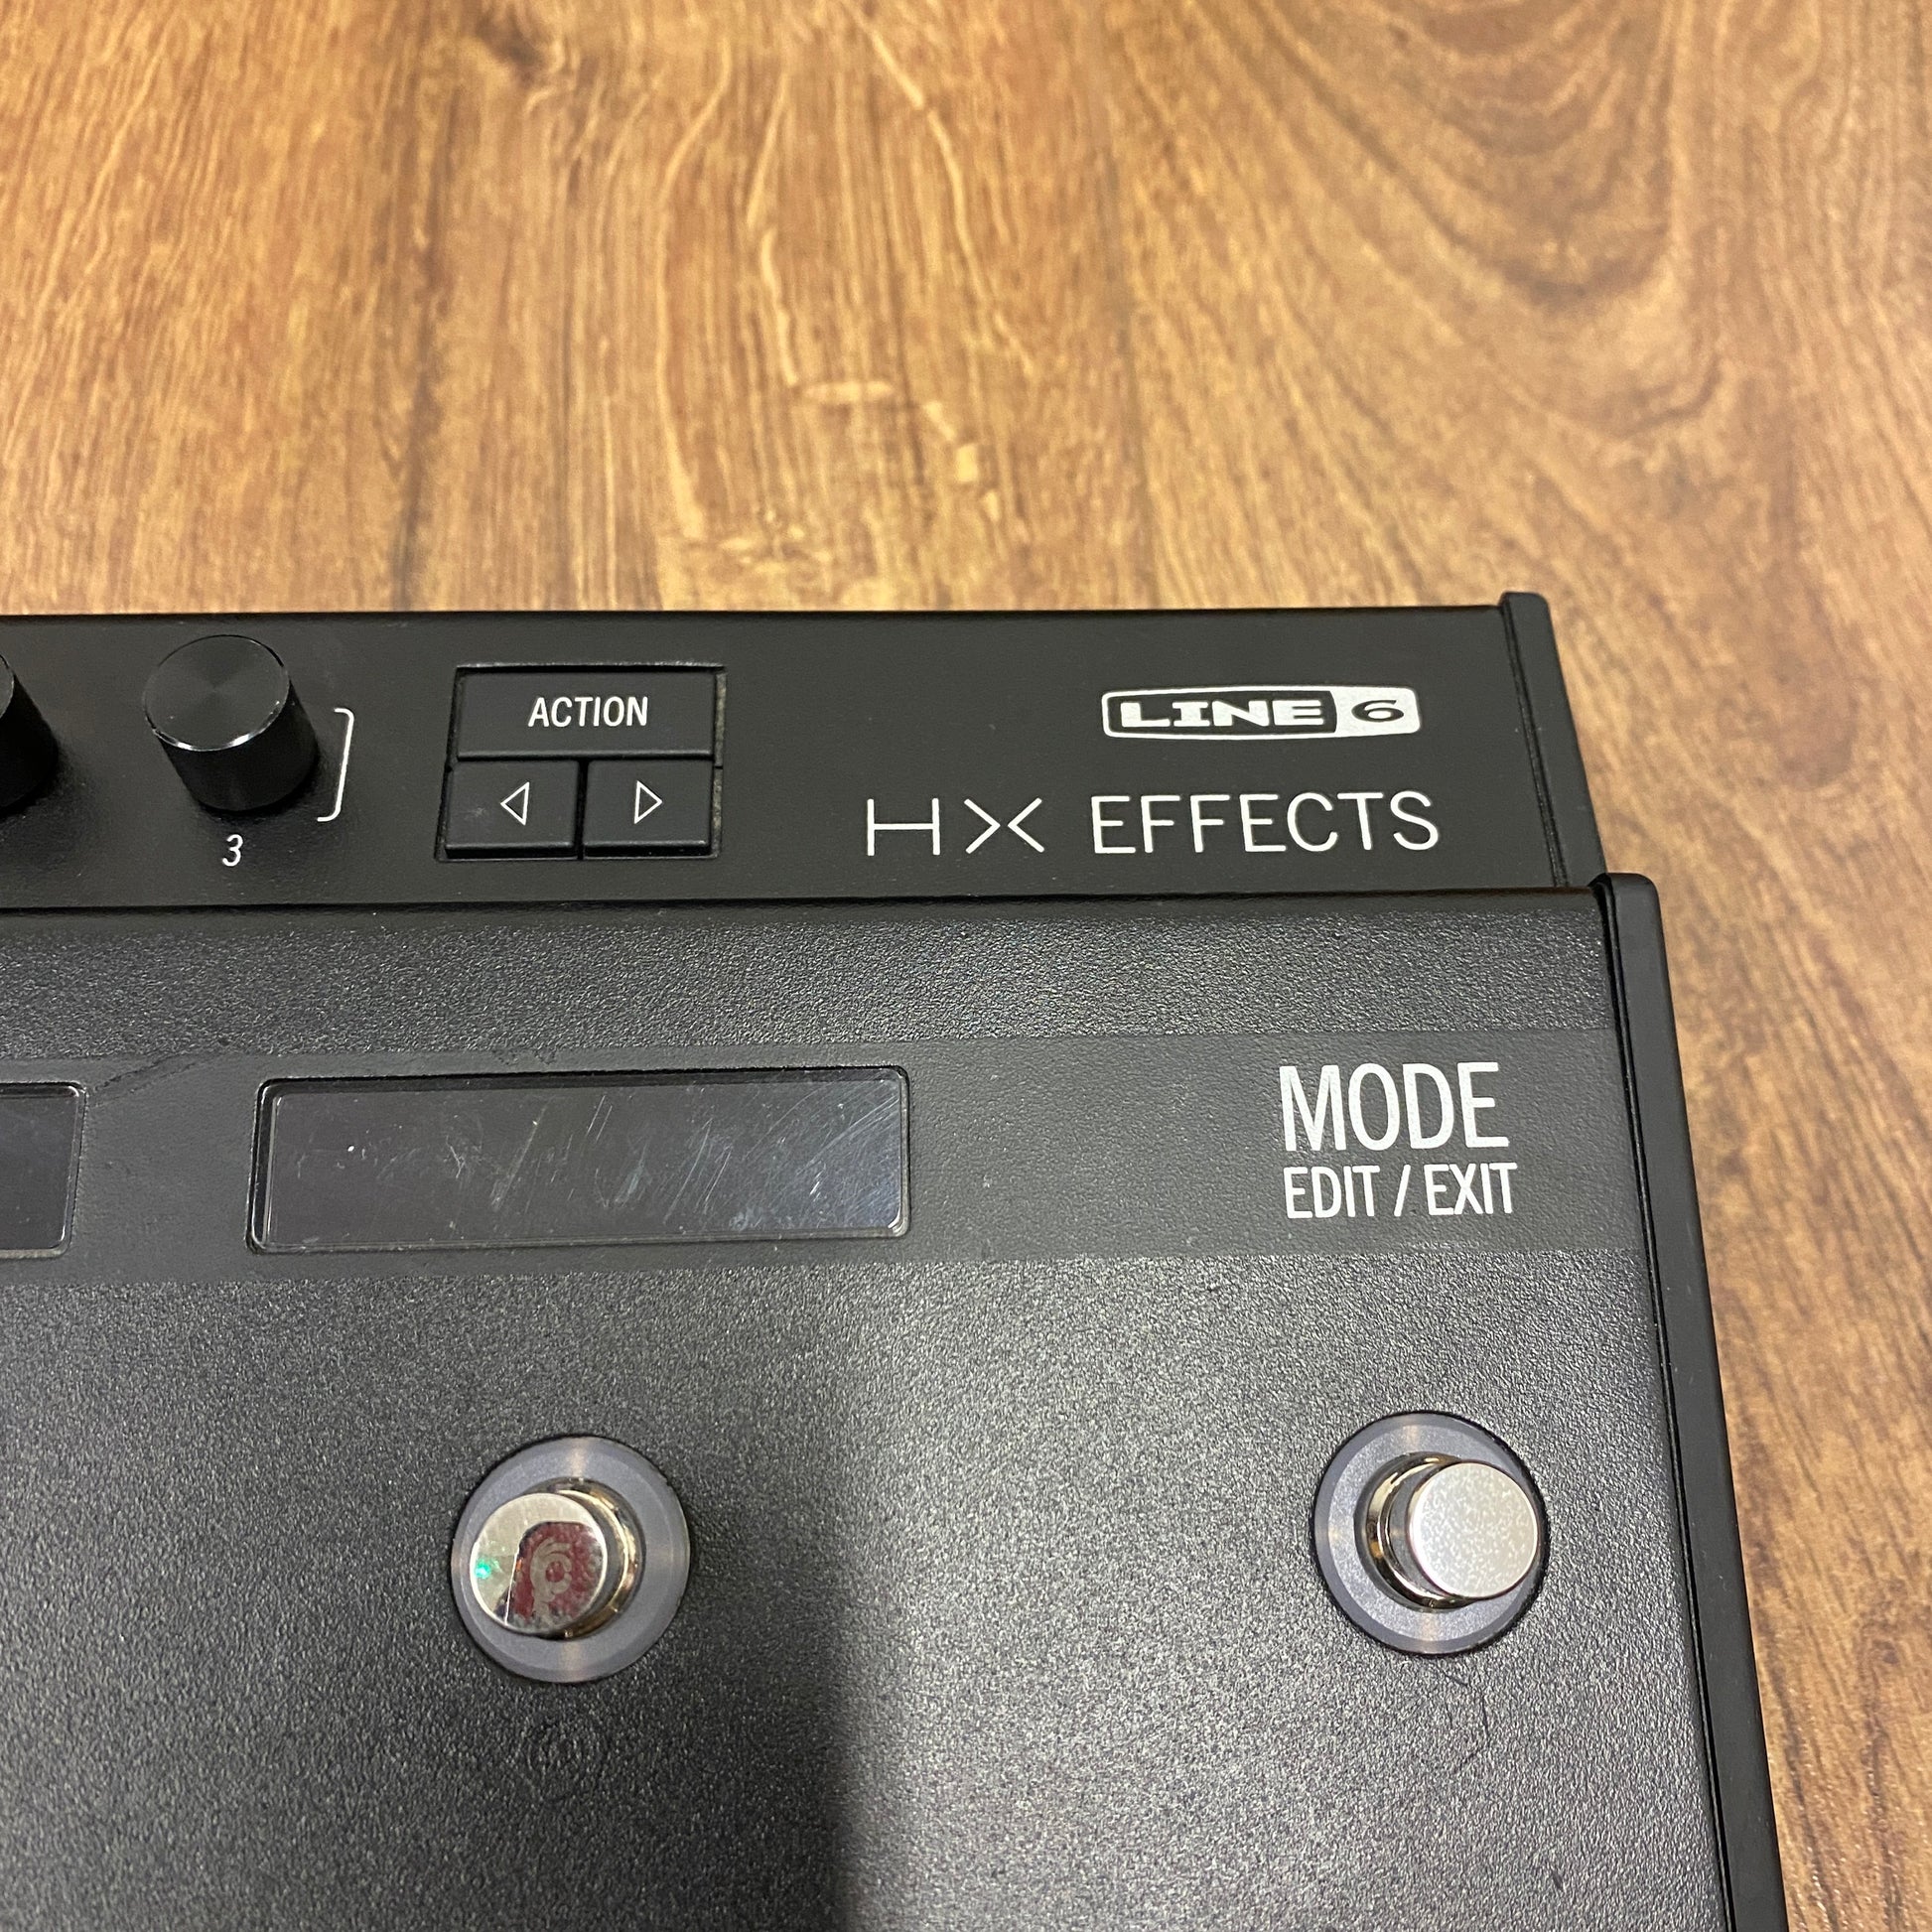 ACTION
LINE 6
3
HX EFFECTS
MODE
EDIT / EXIT